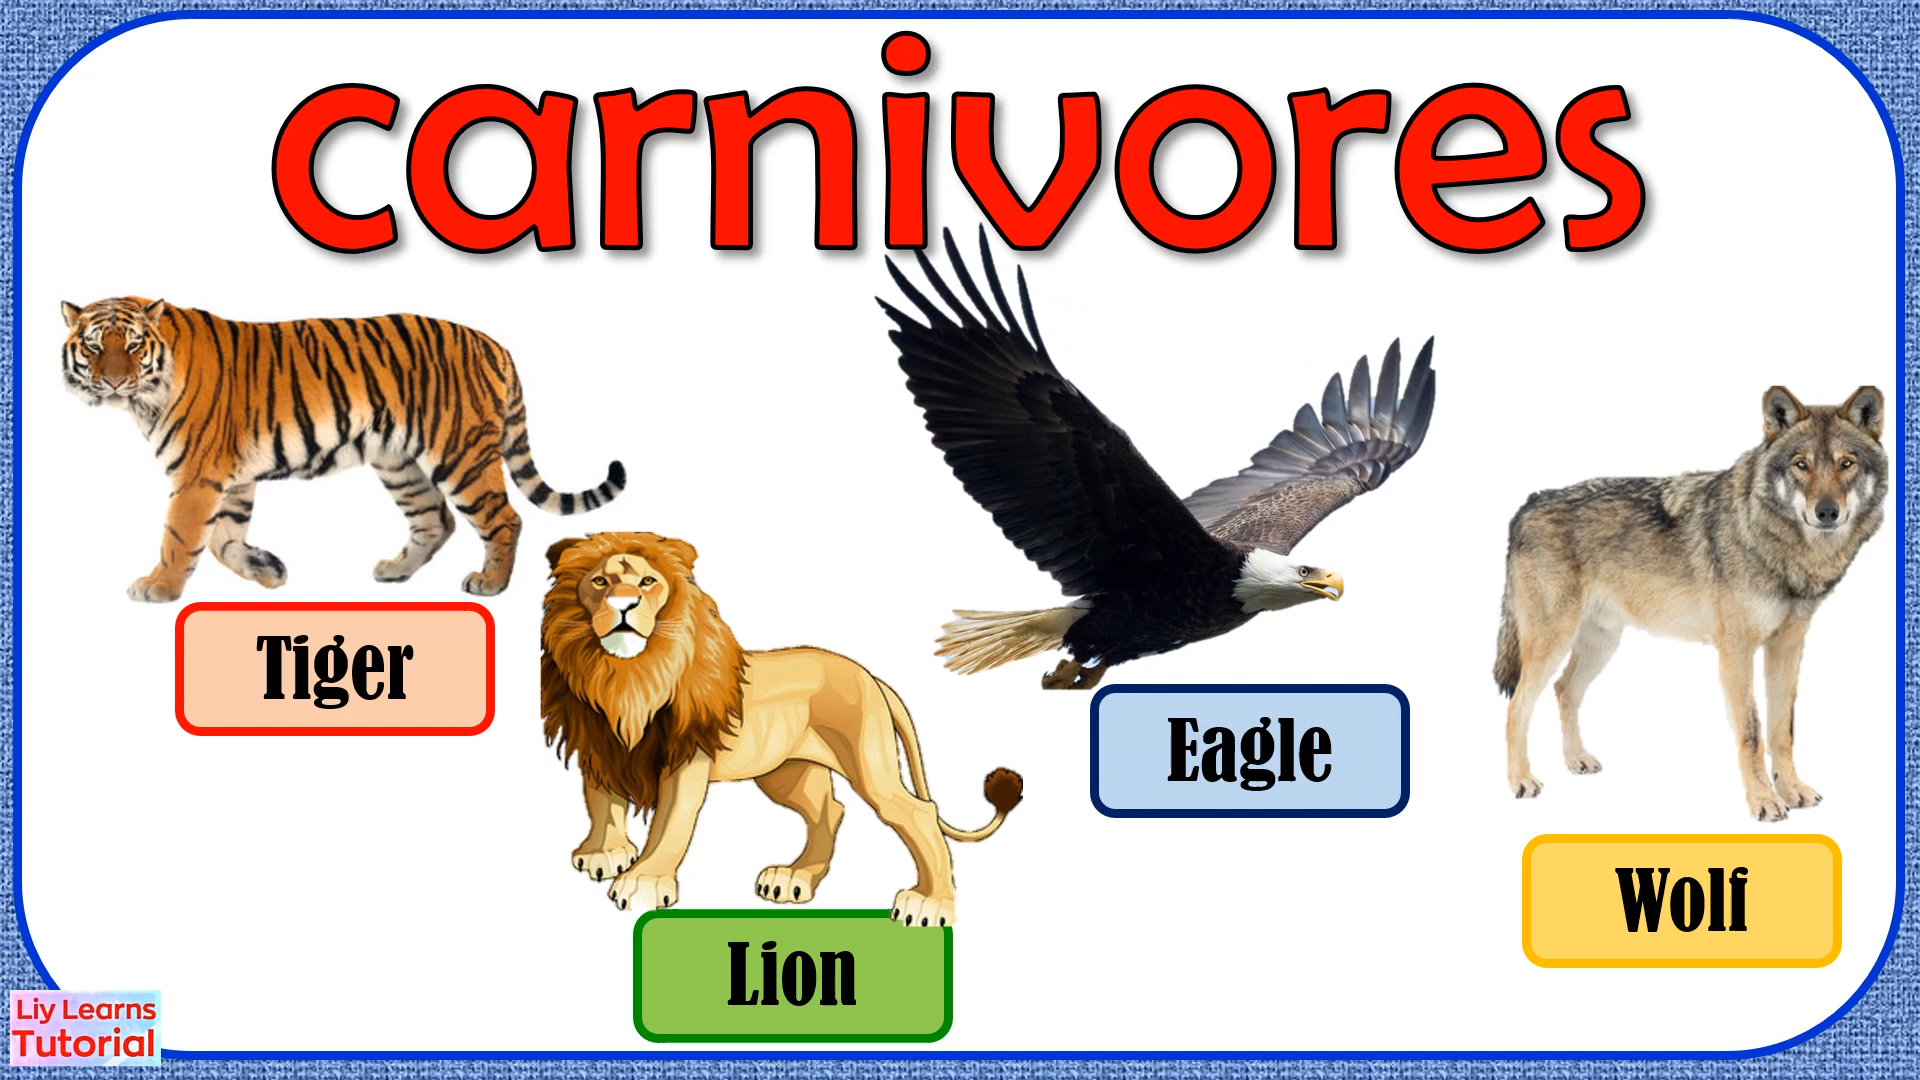 carnivores
Tiger
Eagle
Wolf
Lion
Liy Learns
Tutorial